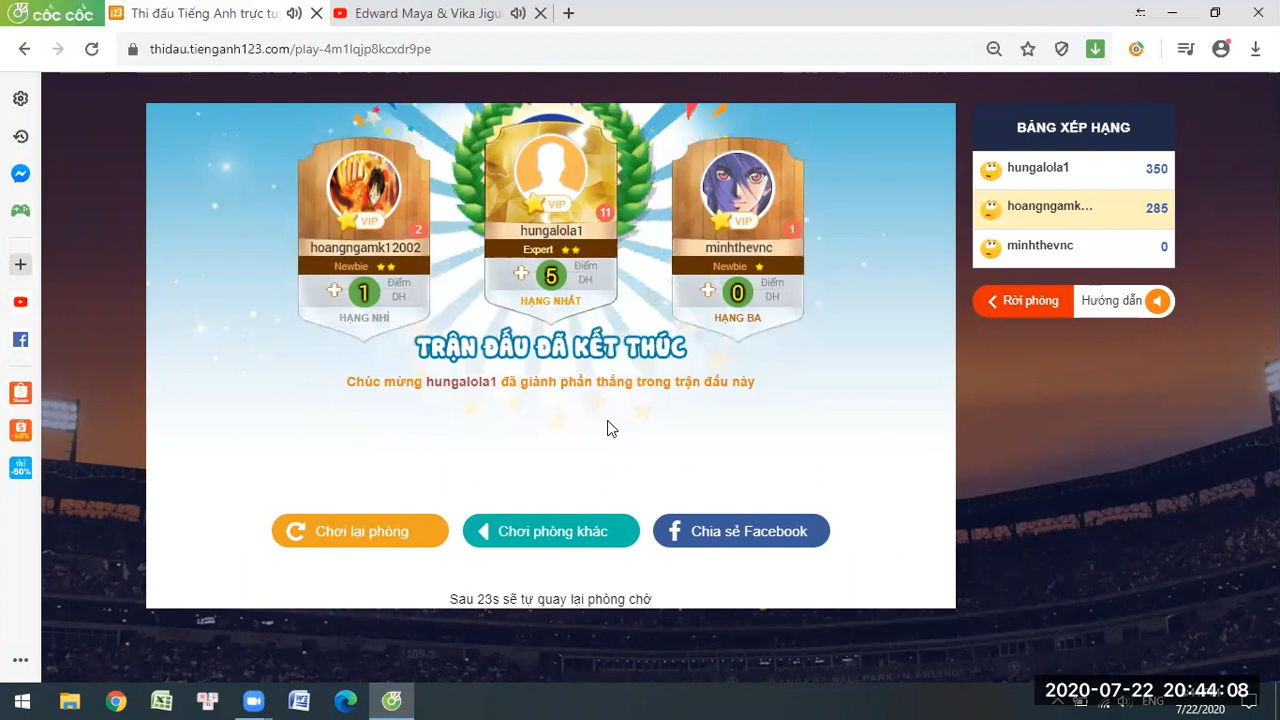 cốc cốc
Thi đấu Tiếng Anh trực tu
Edward Maya & Vika Jigu
thidau.tienganh123.com/play-4m1lqjp8kcxdr9pe
VIP
2
hoangngamk12002
Newbie
+ 1 Điểm ĐH
HẠNG NHÌ
VIP
11
hungalola1
Expert
+ 5 Điểm ĐH
HẠNG NHẤT
VIP
1
minhthevnc
Newbie
+ 0 Điểm ĐH
HẠNG BA
TRẬN ĐẤU ĐÃ KẾT THÚC
Chúc mừng hungalola1 đã giành phần thắng trong trận đấu này
Chơi lại phòng
Chơi phòng khác
Chia sẻ Facebook
Sau 23s sẽ tự quay lại phòng chờ
BẢNG XẾP HẠNG
hungalola1 350
hoangngamk... 285
minhthevnc 0
Rời phòng
Hướng dẫn
2020-07-22 20:44:08
ENG
7/22/2020